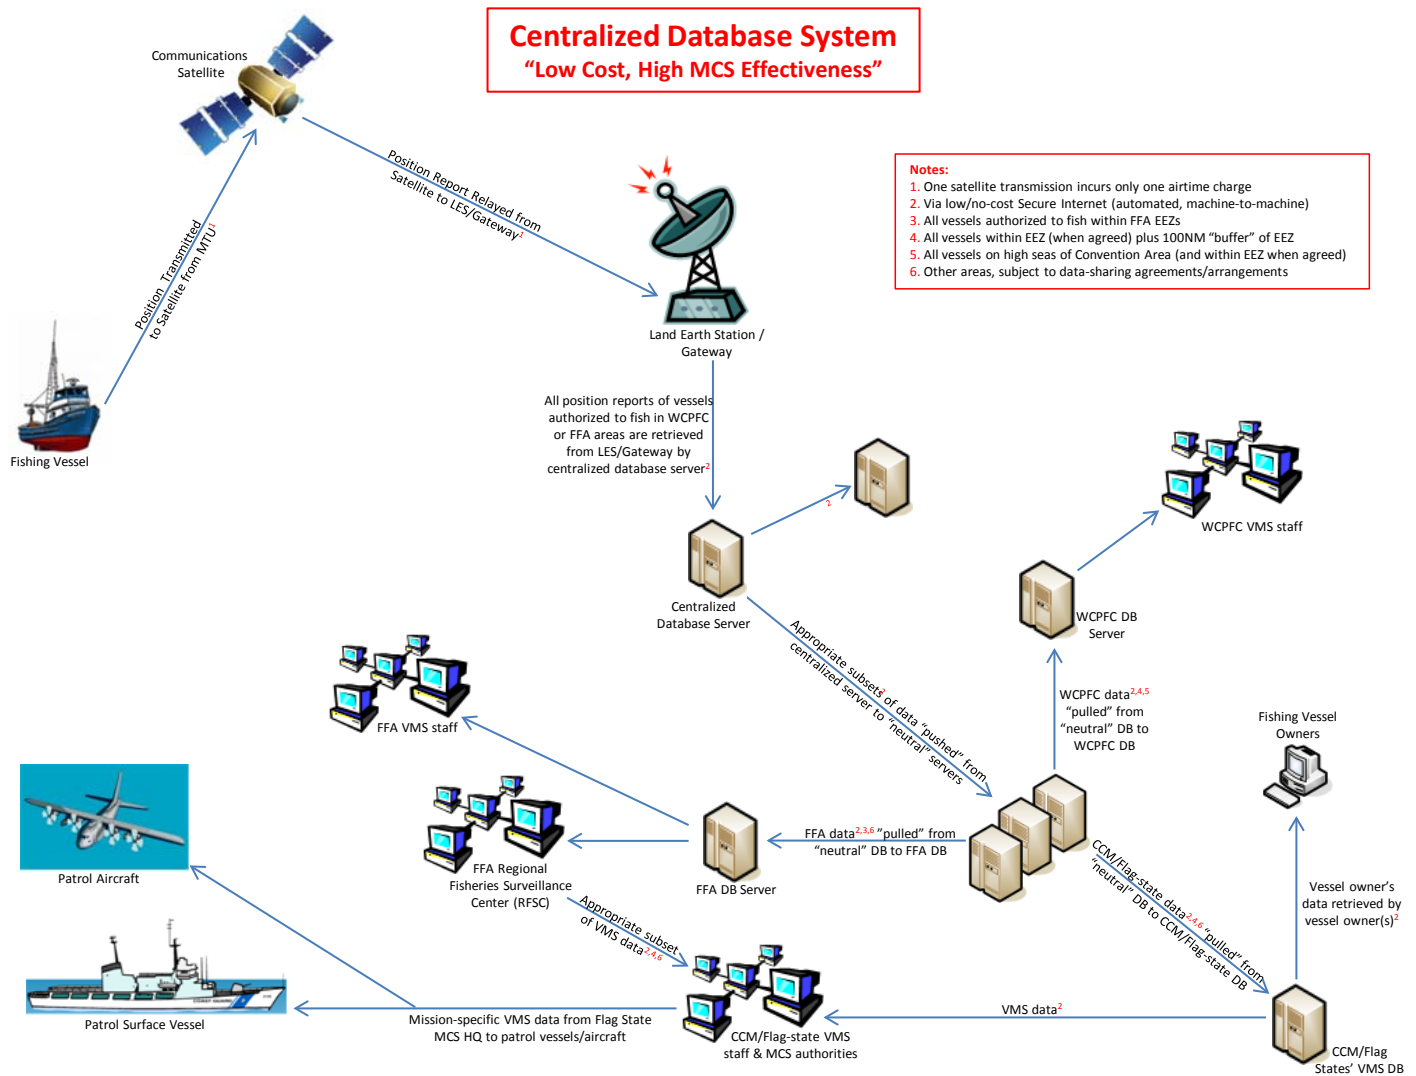 Centralized Database System
“Low Cost, High MCS Effectiveness”
Communications
Satellite
Position Report Relayed from
Satellite to LES/Gateway1
Position Transmitted
to Satellite from MTU1
Notes:
1. One satellite transmission incurs only one airtime charge
2. Via low/no-cost Secure Internet (automated, machine-to-machine)
3. All vessels authorized to fish within FFA EEZs
4. All vessels within EEZ (when agreed) plus 100NM “buffer” of EEZ
5. All vessels on high seas of Convention Area (and within EEZ when agreed)
6. Other areas, subject to data-sharing agreements/arrangements
Land Earth Station /
Gateway
Fishing Vessel
All position reports of vessels
authorized to fish in WCPFC
or FFA areas are retrieved
from LES/Gateway by
centralized database server2
2
WCPFC VMS staff
Centralized
Database Server
WCPFC DB
Server
Appropriate subsets2 of data “pushed” from
centralized server to “neutral” servers
WCPFC data2,4,5
“pulled” from
“neutral” DB to
WCPFC DB
FFA VMS staff
Fishing Vessel
Owners
FFA data2,3,6 ”pulled” from
“neutral” DB to FFA DB
FFA DB Server
FFA Regional
Fisheries Surveillance
Center (RFSC)
Patrol Aircraft
CCM/Flag-state data2,4,6 “pulled” from
“neutral” DB to CCM/Flag-state DB
Vessel owner’s
data retrieved by
vessel owner(s)2
Appropriate subset
of VMS data2,4,6
COAST GUARD
Patrol Surface Vessel
Mission-specific VMS data from Flag State
MCS HQ to patrol vessels/aircraft
CCM/Flag-state VMS
staff & MCS authorities
VMS data2
CCM/Flag
States’ VMS DB